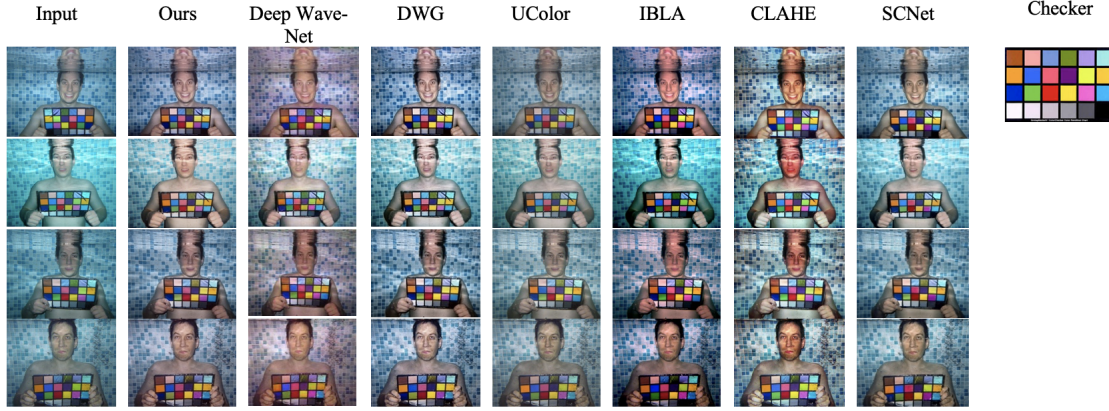 Input
Ours
Deep Wave-
Net
DWG
UColor
IBLA
CLAHE
SCNet
Checker